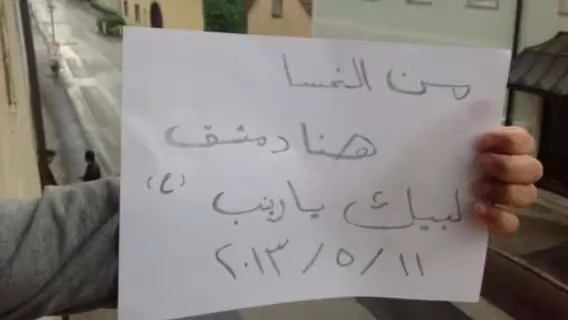 من النمسا
هنا دمشق
لبيك يا زينب (ع)
٢٠١٣/٥/١١